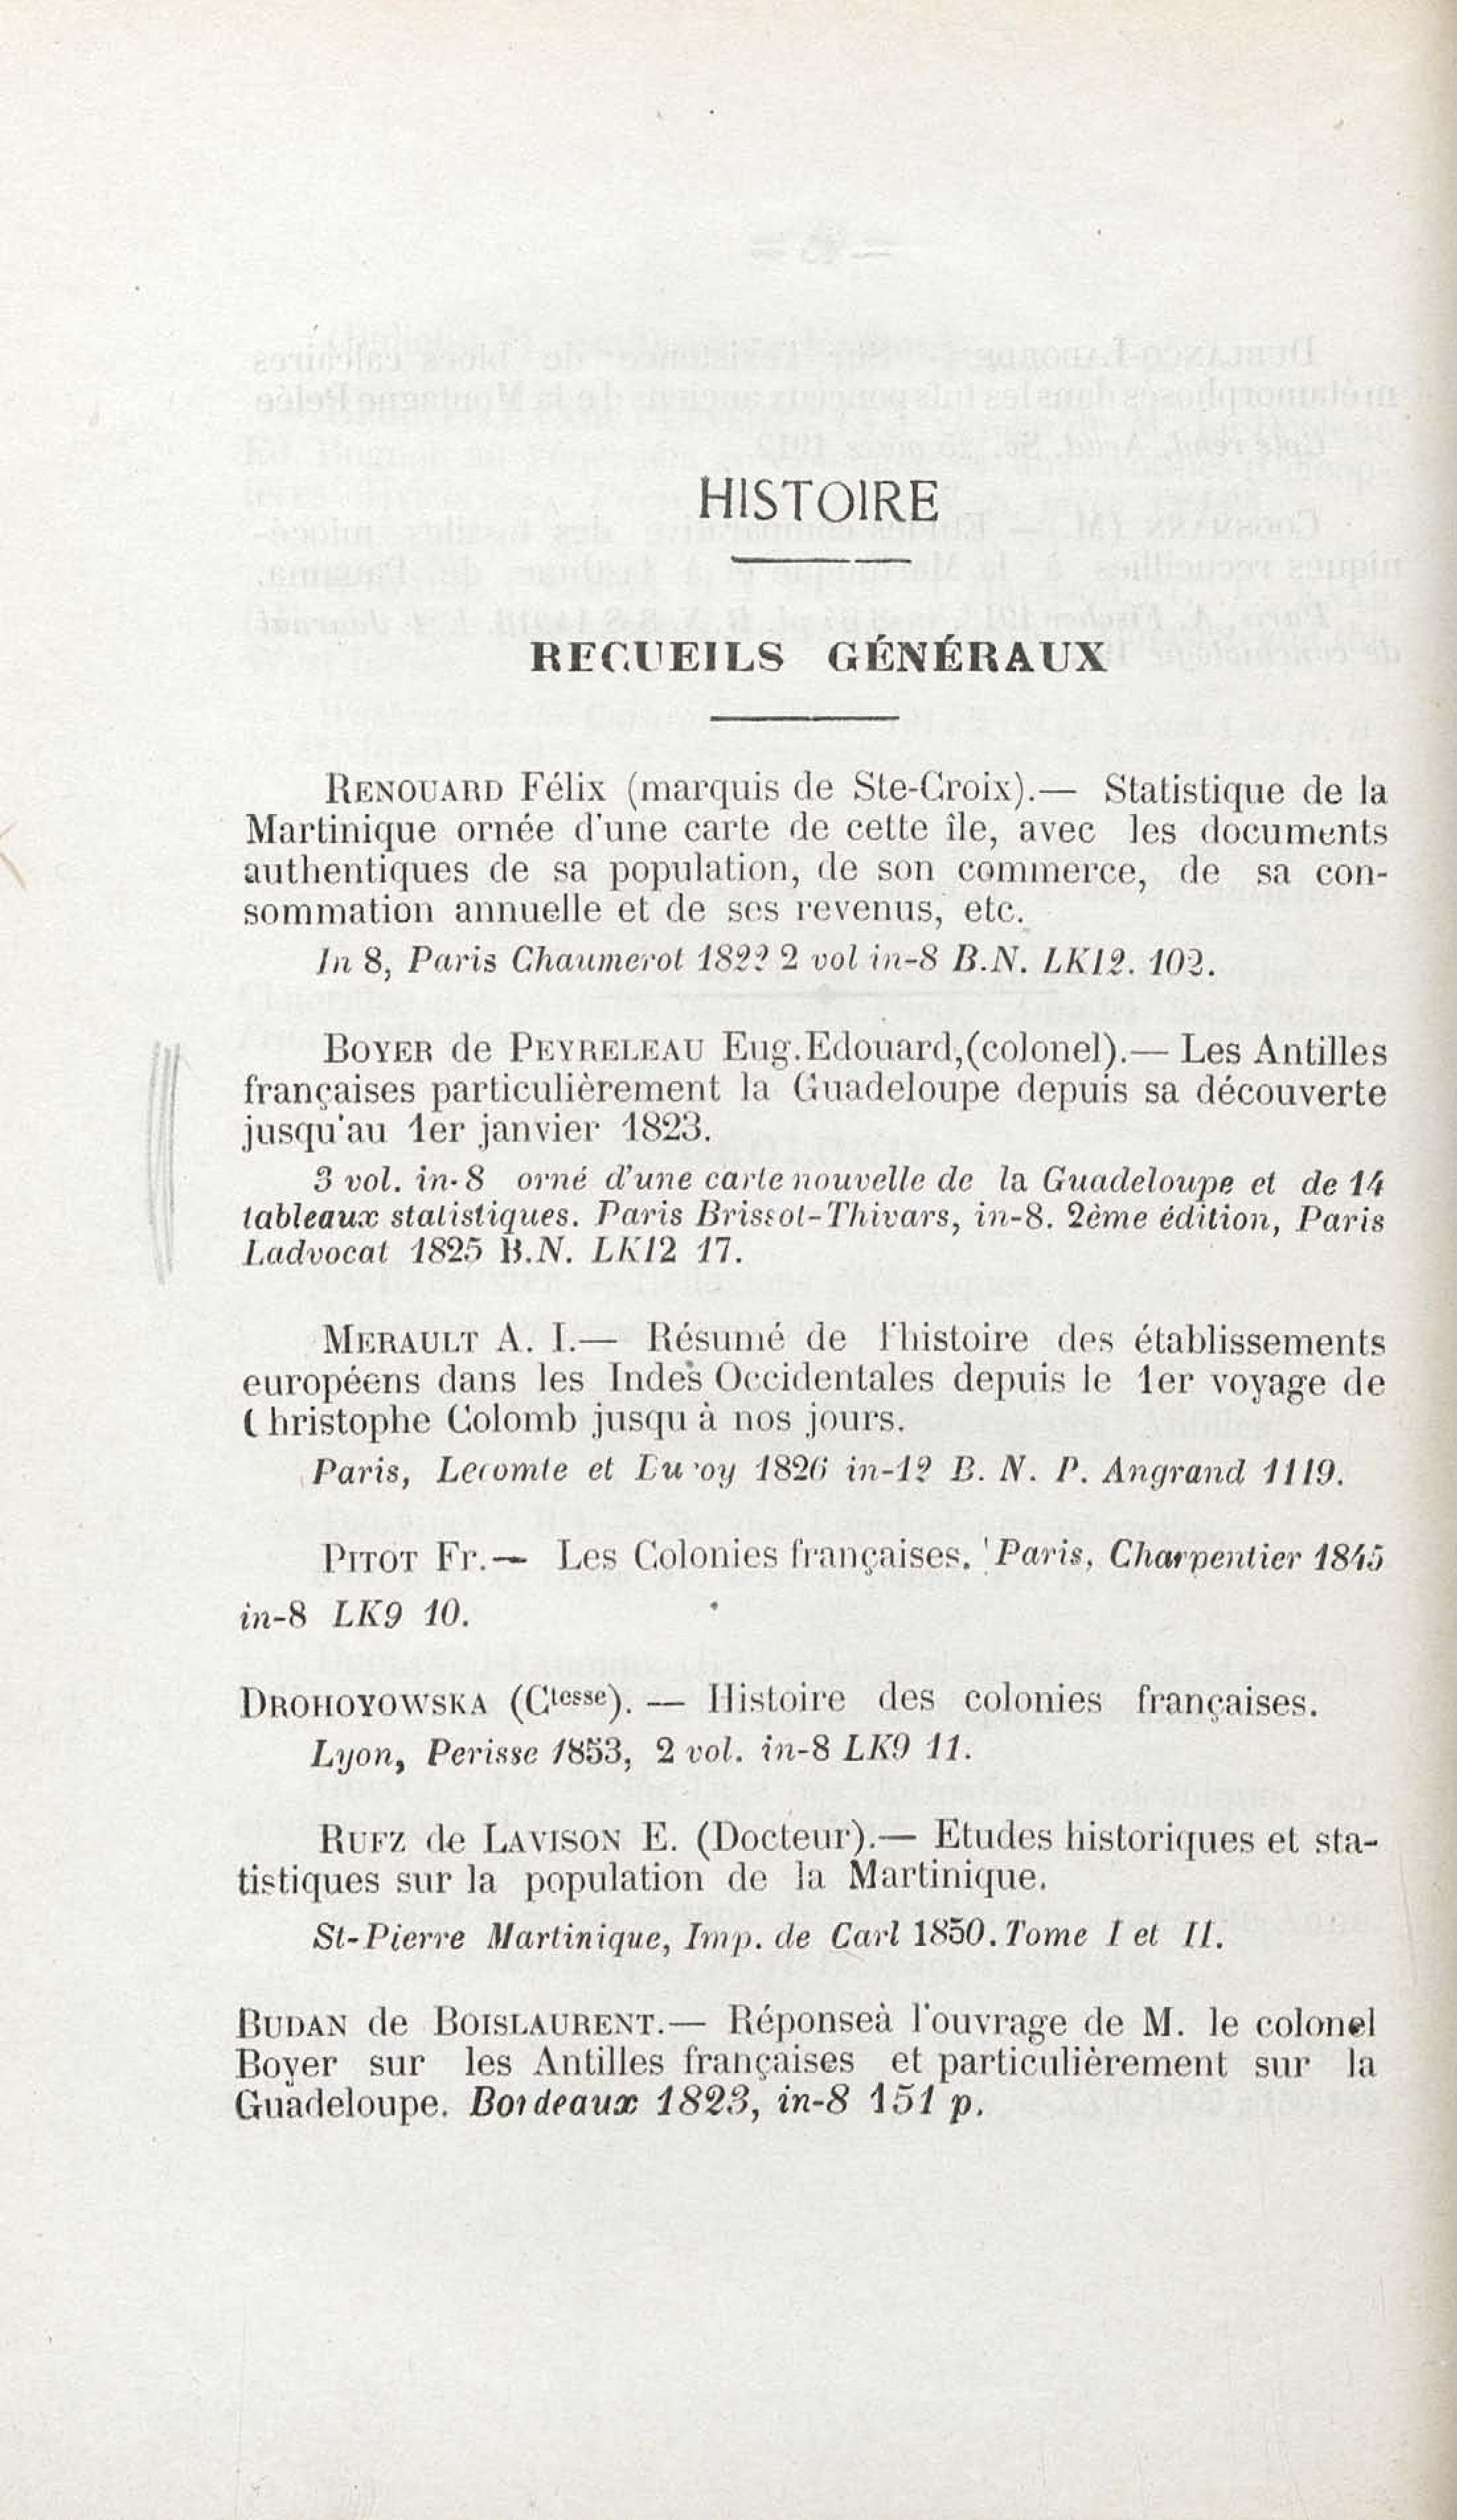 HISTOIRE
RECUEILS GÉNÉRAUX
RENOUARD Félix (marquis de Ste-Croix).— Statistique de la
Martinique ornée d'une carte de cette île, avec les documents
authentiques de sa population, de son commerce, de sa con-
sommation annuelle et de ses revenus, etc.
In 8, Paris Chaumerot 1822 2 vol in-8 B.N. LK12. 102.
BOYER de PEYRELEAU Eug.Edouard,(colonel).— Les Antilles
françaises particulièrement la Guadeloupe depuis sa découverte
jusqu'au 1er janvier 1823.
3 vol. in-8 orné d'une carte nouvelle de la Guadeloupe et de 14
tableaux statistiques. Paris Brissot-Thivars, in-8. 2ème édition, Paris
Ladvocat 1825 B.N. LK12 17.
MERAULT A. I.— Résumé de l'histoire des établissements
européens dans les Indes Occidentales depuis le 1er voyage de
Christophe Colomb jusqu à nos jours.
Paris, Lecomte et Du oy 1826 in-12 B. N. P. Angrand 1119.
PITOT Fr.— Les Colonies françaises. Paris, Charpentier 1845
in-8 LK9 10.
DROHOYOWSKA (Ctesse). — Histoire des colonies françaises.
Lyon, Perisse 1853, 2 vol. in-8 LK9 11.
RUFZ de LAVISON E. (Docteur).— Etudes historiques et sta-
tistiques sur la population de la Martinique.
St-Pierre Martinique, Imp. de Carl 1850. Tome I et II.
BUDAN de BOISLAURENT.— Réponseà l'ouvrage de M. le colonel
Boyer sur les Antilles françaises et particulièrement sur la
Guadeloupe. Bordeaux 1823, in-8 151 p.